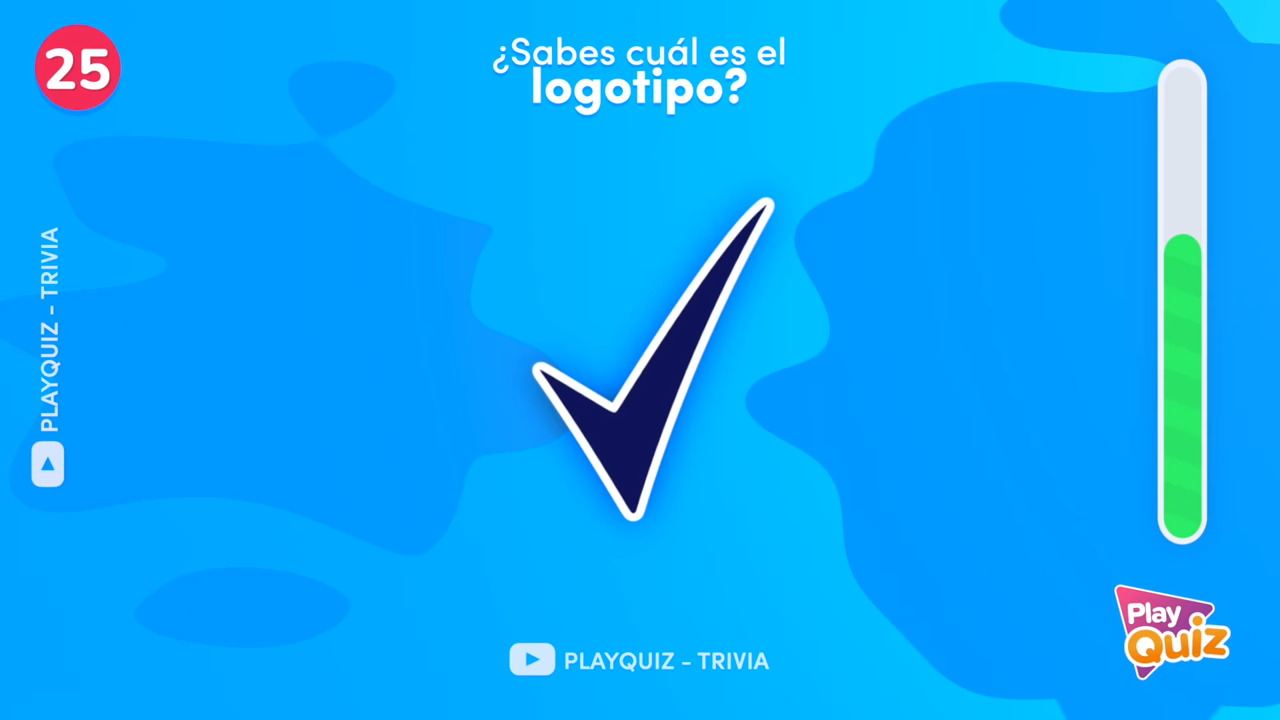 25
¿Sabes cuál es el
logotipo?
PLAYQUIZ - TRIVIA
PLAYQUIZ - TRIVIA
Play
Quiz